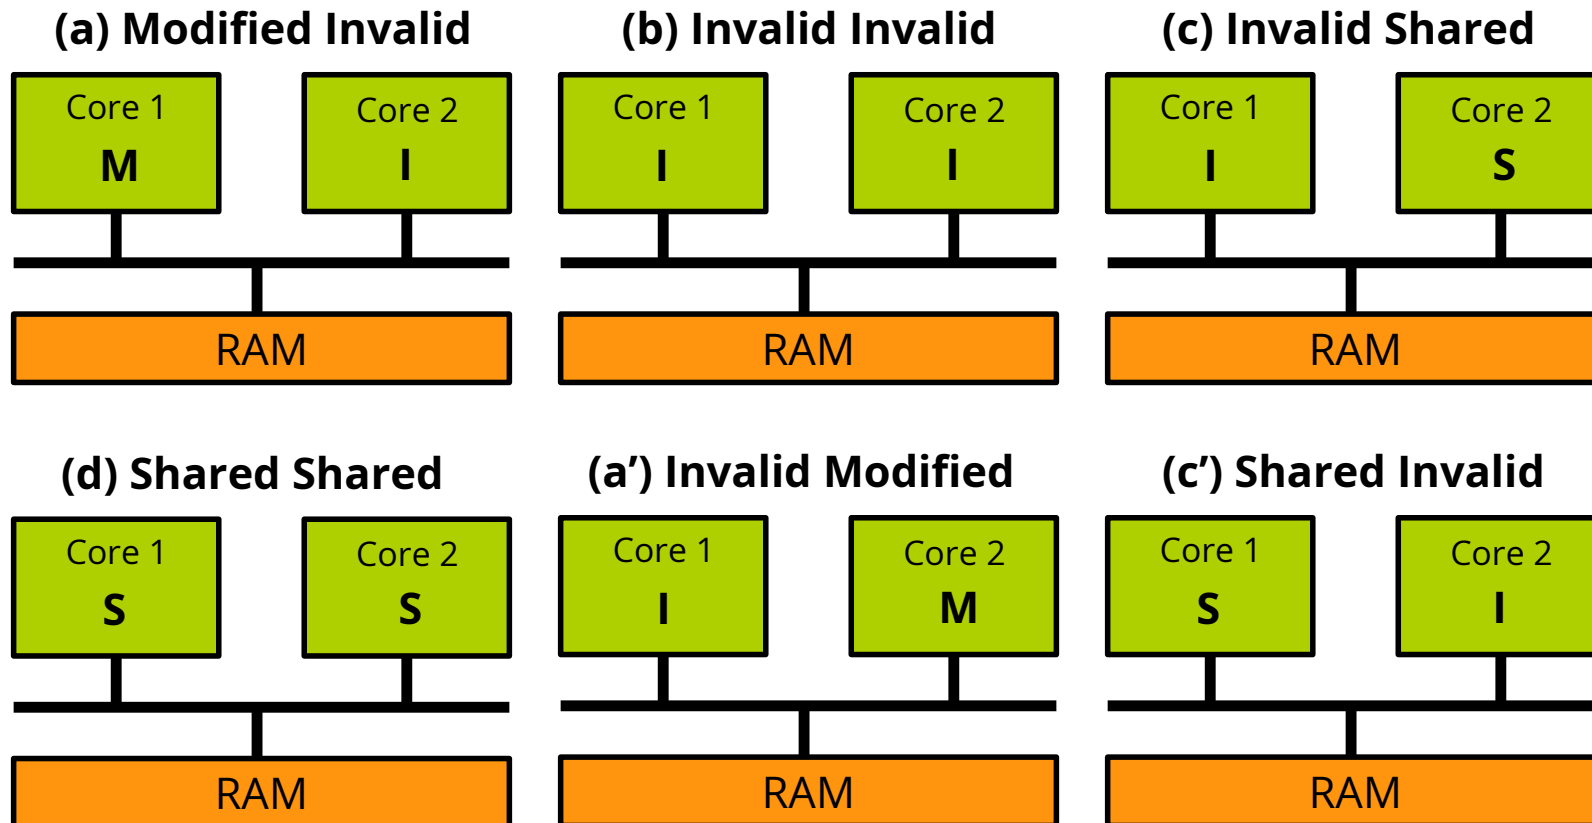 (a) Modified Invalid
Core 1
M
Core 2
I
RAM
(b) Invalid Invalid
Core 1
I
Core 2
I
RAM
(c) Invalid Shared
Core 1
I
Core 2
S
RAM
(d) Shared Shared
Core 1
S
Core 2
S
RAM
(a’) Invalid Modified
Core 1
I
Core 2
M
RAM
(c’) Shared Invalid
Core 1
S
Core 2
I
RAM